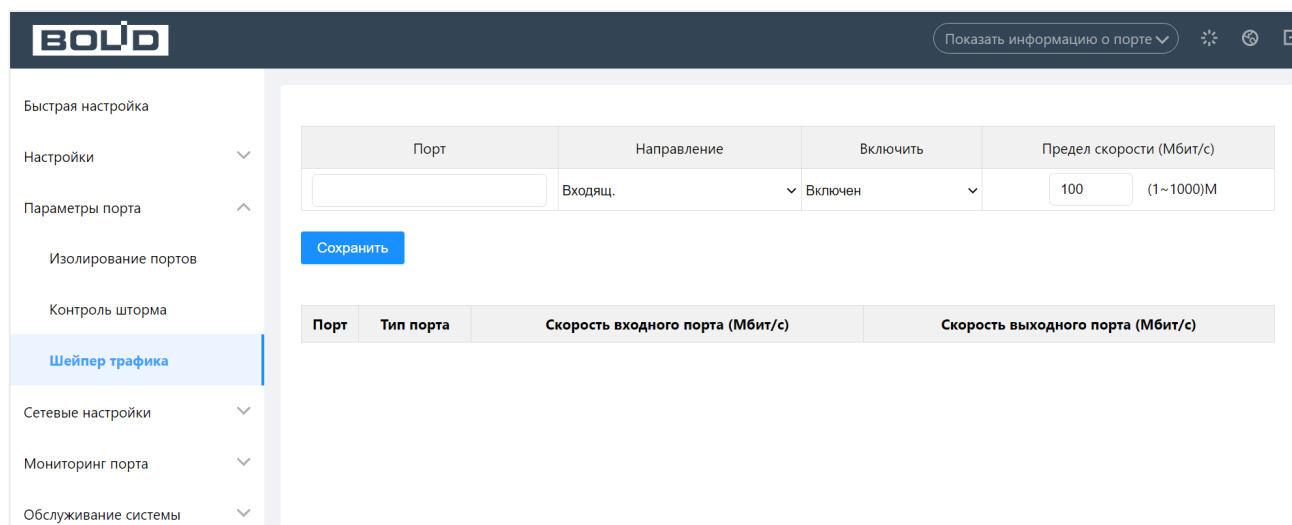 BOLID
Показать информацию о порте
Быстрая настройка
Настройки
Параметры порта
Изолирование портов
Контроль шторма
Шейпер трафика
Сетевые настройки
Мониторинг порта
Обслуживание системы
Порт Направление Включить Предел скорости (Мбит/с)
Входящ. Включен 100 (1~1000)M
Сохранить
Порт Тип порта Скорость входного порта (Мбит/с) Скорость выходного порта (Мбит/с)